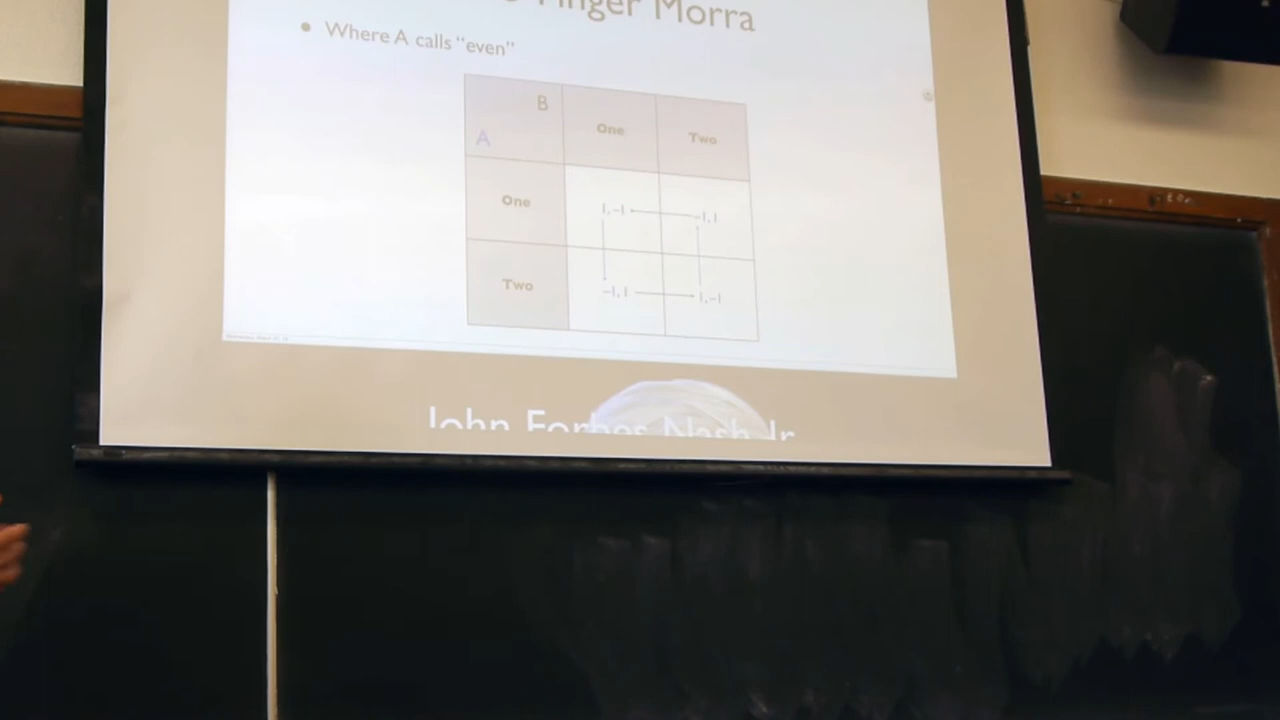 Finger Morra
• Where A calls “even”
B
A
One
Two
One
1,-1
-1,1
Two
-1,1
1,-1
John Forbes Nash Jr